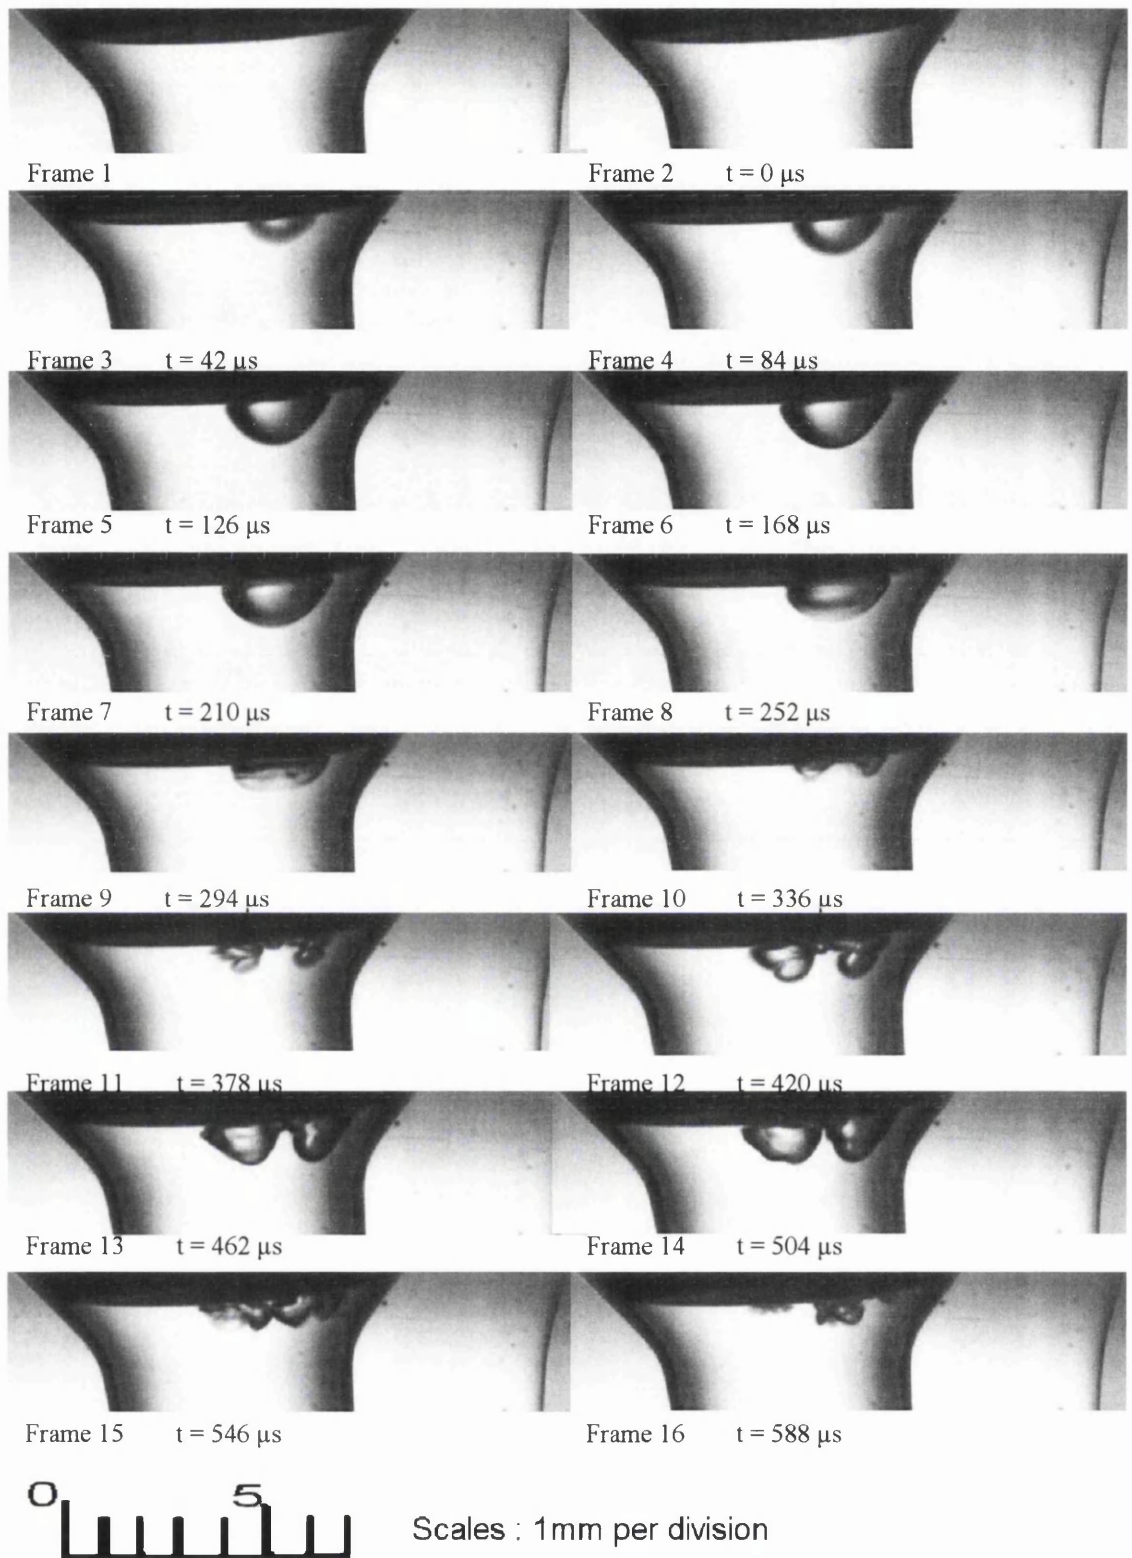 Frame 1
Frame 2 t = 0 μs
Frame 3 t = 42 μs
Frame 4 t = 84 μs
Frame 5 t = 126 μs
Frame 6 t = 168 μs
Frame 7 t = 210 μs
Frame 8 t = 252 μs
Frame 9 t = 294 μs
Frame 10 t = 336 μs
Frame 11 t = 378 μs
Frame 12 t = 420 μs
Frame 13 t = 462 μs
Frame 14 t = 504 μs
Frame 15 t = 546 μs
Frame 16 t = 588 μs
0 5
Scales : 1mm per division